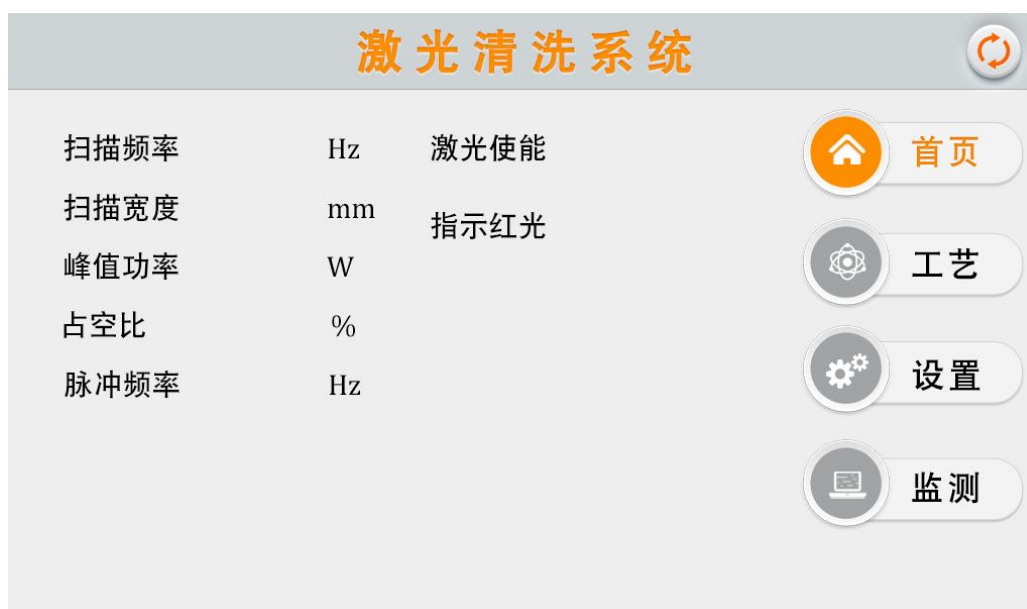 激光清洗系统
扫描频率 Hz 激光使能
扫描宽度 mm 指示红光
峰值功率 W
占空比 %
脉冲频率 Hz
首页
工艺
设置
监测